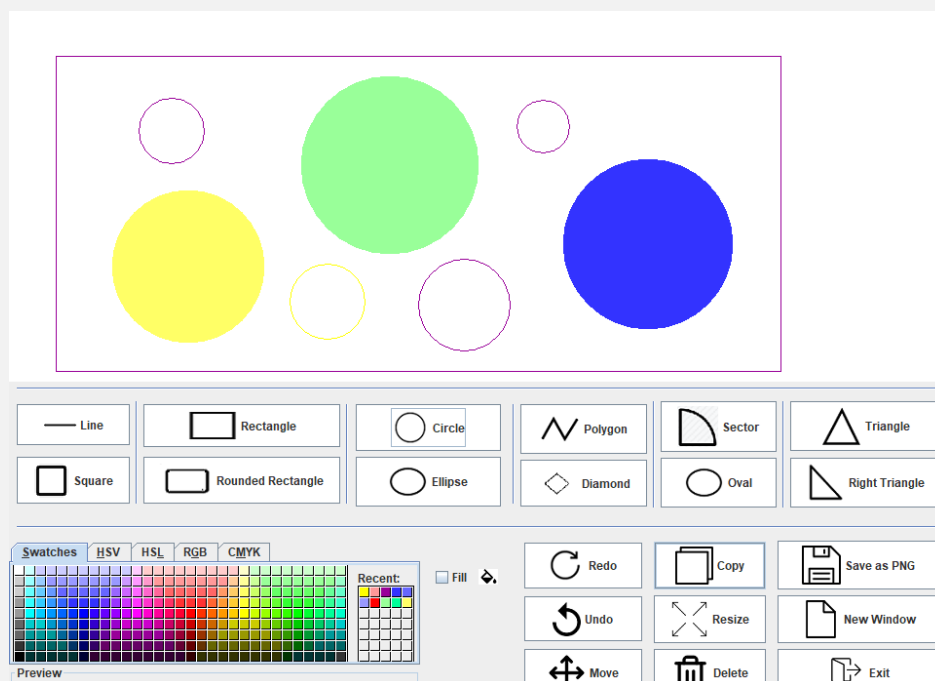 Line
Rectangle
Circle
Polygon
Sector
Triangle
Square
Rounded Rectangle
Ellipse
Diamond
Oval
Right Triangle
Swatches HSV HSL RGB CMYK
Recent:
Fill
Preview
Redo
Copy
Save as PNG
Undo
Resize
New Window
Move
Delete
Exit